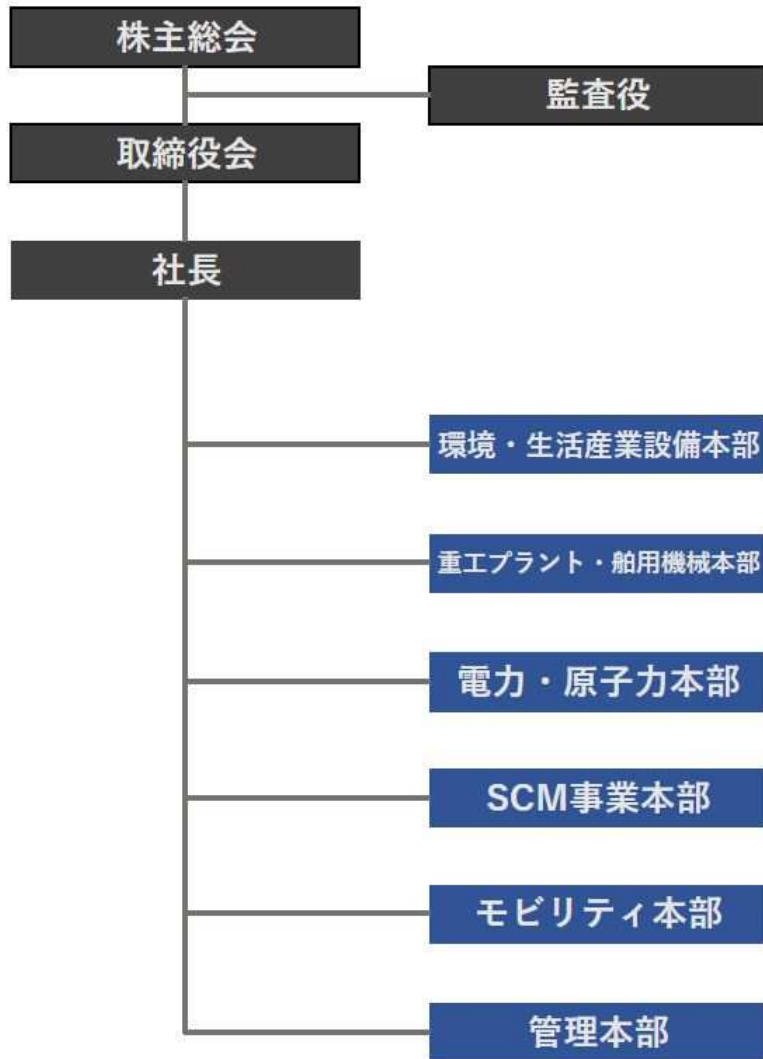 株主総会
監査役
取締役会
社長
環境・生活産業設備本部
重工プラント・舶用機械本部
電力・原子力本部
SCM事業本部
モビリティ本部
管理本部